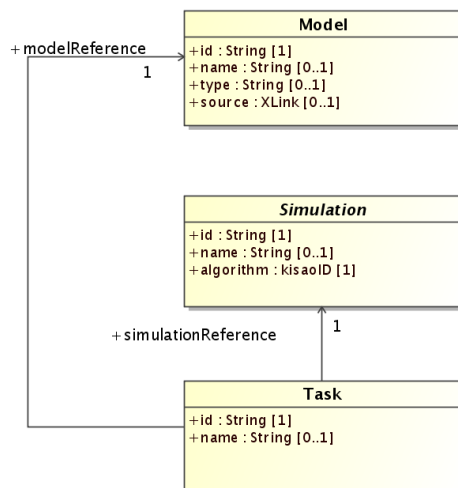 Model
+ modelReference
+id : String [1]
+name : String [0..1]
+type : String [0..1]
+source : XLink [0..1]
1
Simulation
+id : String [1]
+name : String [0..1]
+algorithm : kisaoID [1]
+simulationReference
1
Task
+id : String [1]
+name : String [0..1]